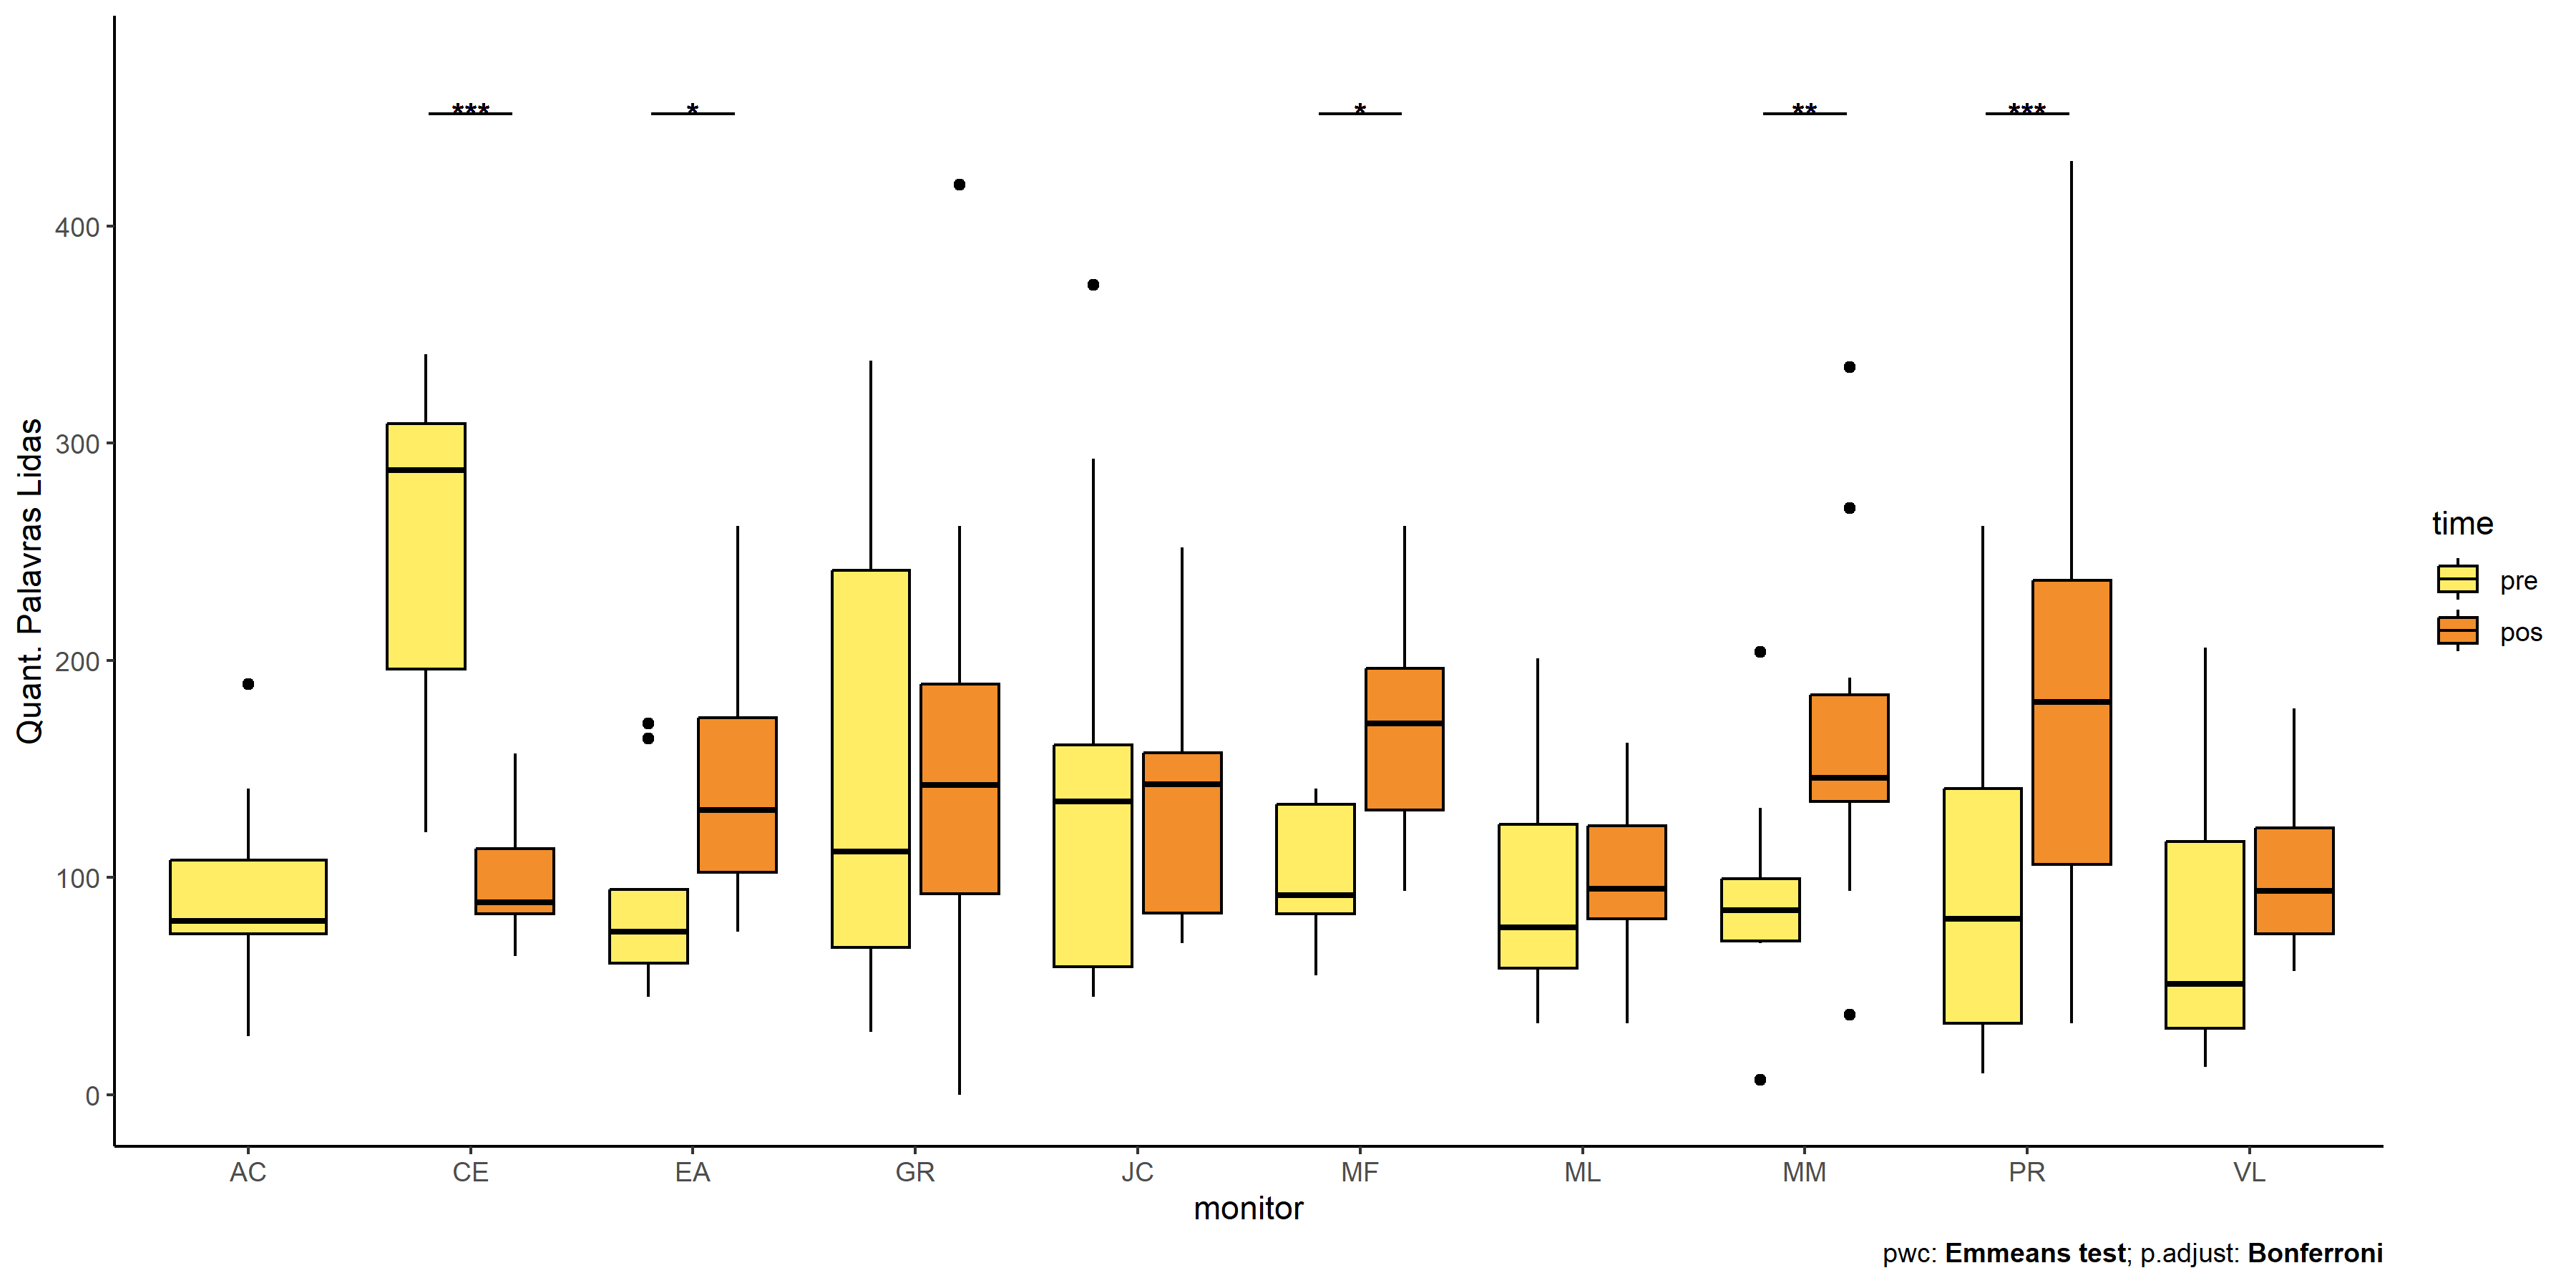 *** * * ** ***
Quant. Palavras Lidas
400
300
200
100
0
AC CE EA GR JC MF ML MM PR VL
monitor
time
pre
pos
pwc: Emmeans test; p.adjust: Bonferroni